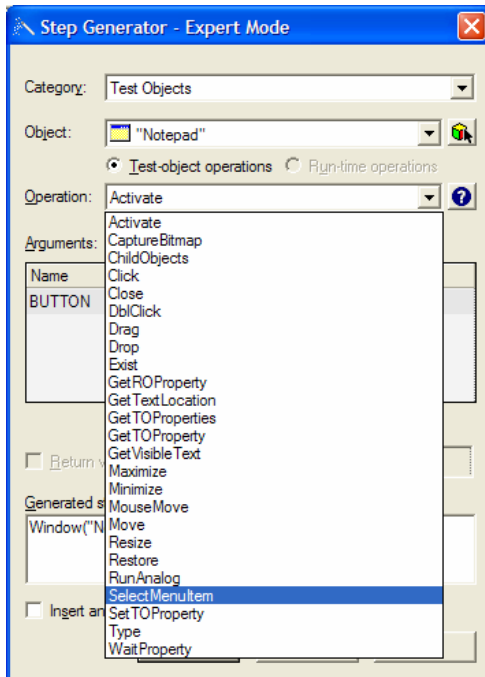 Step Generator - Expert Mode
Category: Test Objects
Object: "Notepad"
Test-object operations Run-time operations
Operation: Activate
Activate
Arguments: CaptureBitmap
ChildObjects
Name Click
Close
BUTTON DblClick
Drag
Drop
Exist
GetROProperty
GetTextLocation
GetTOProperties
GetTOProperty
Return GetVisibleText
Maximize
Minimize
Generated MouseMove
Window("N Move
Resize
Restore
RunAnalog
SelectMenuItem
Insert an SetTOProperty
Type
WaitProperty